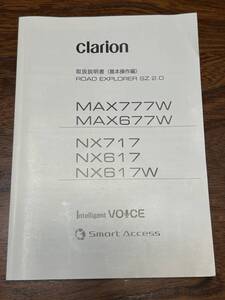 clarion
取扱説明書（基本操作編）
ROAD EXPLORER SZ 2.0
MAX777W
MAX677W
NX717
NX617
NX617W
Intelligent VOICE
Smart Access